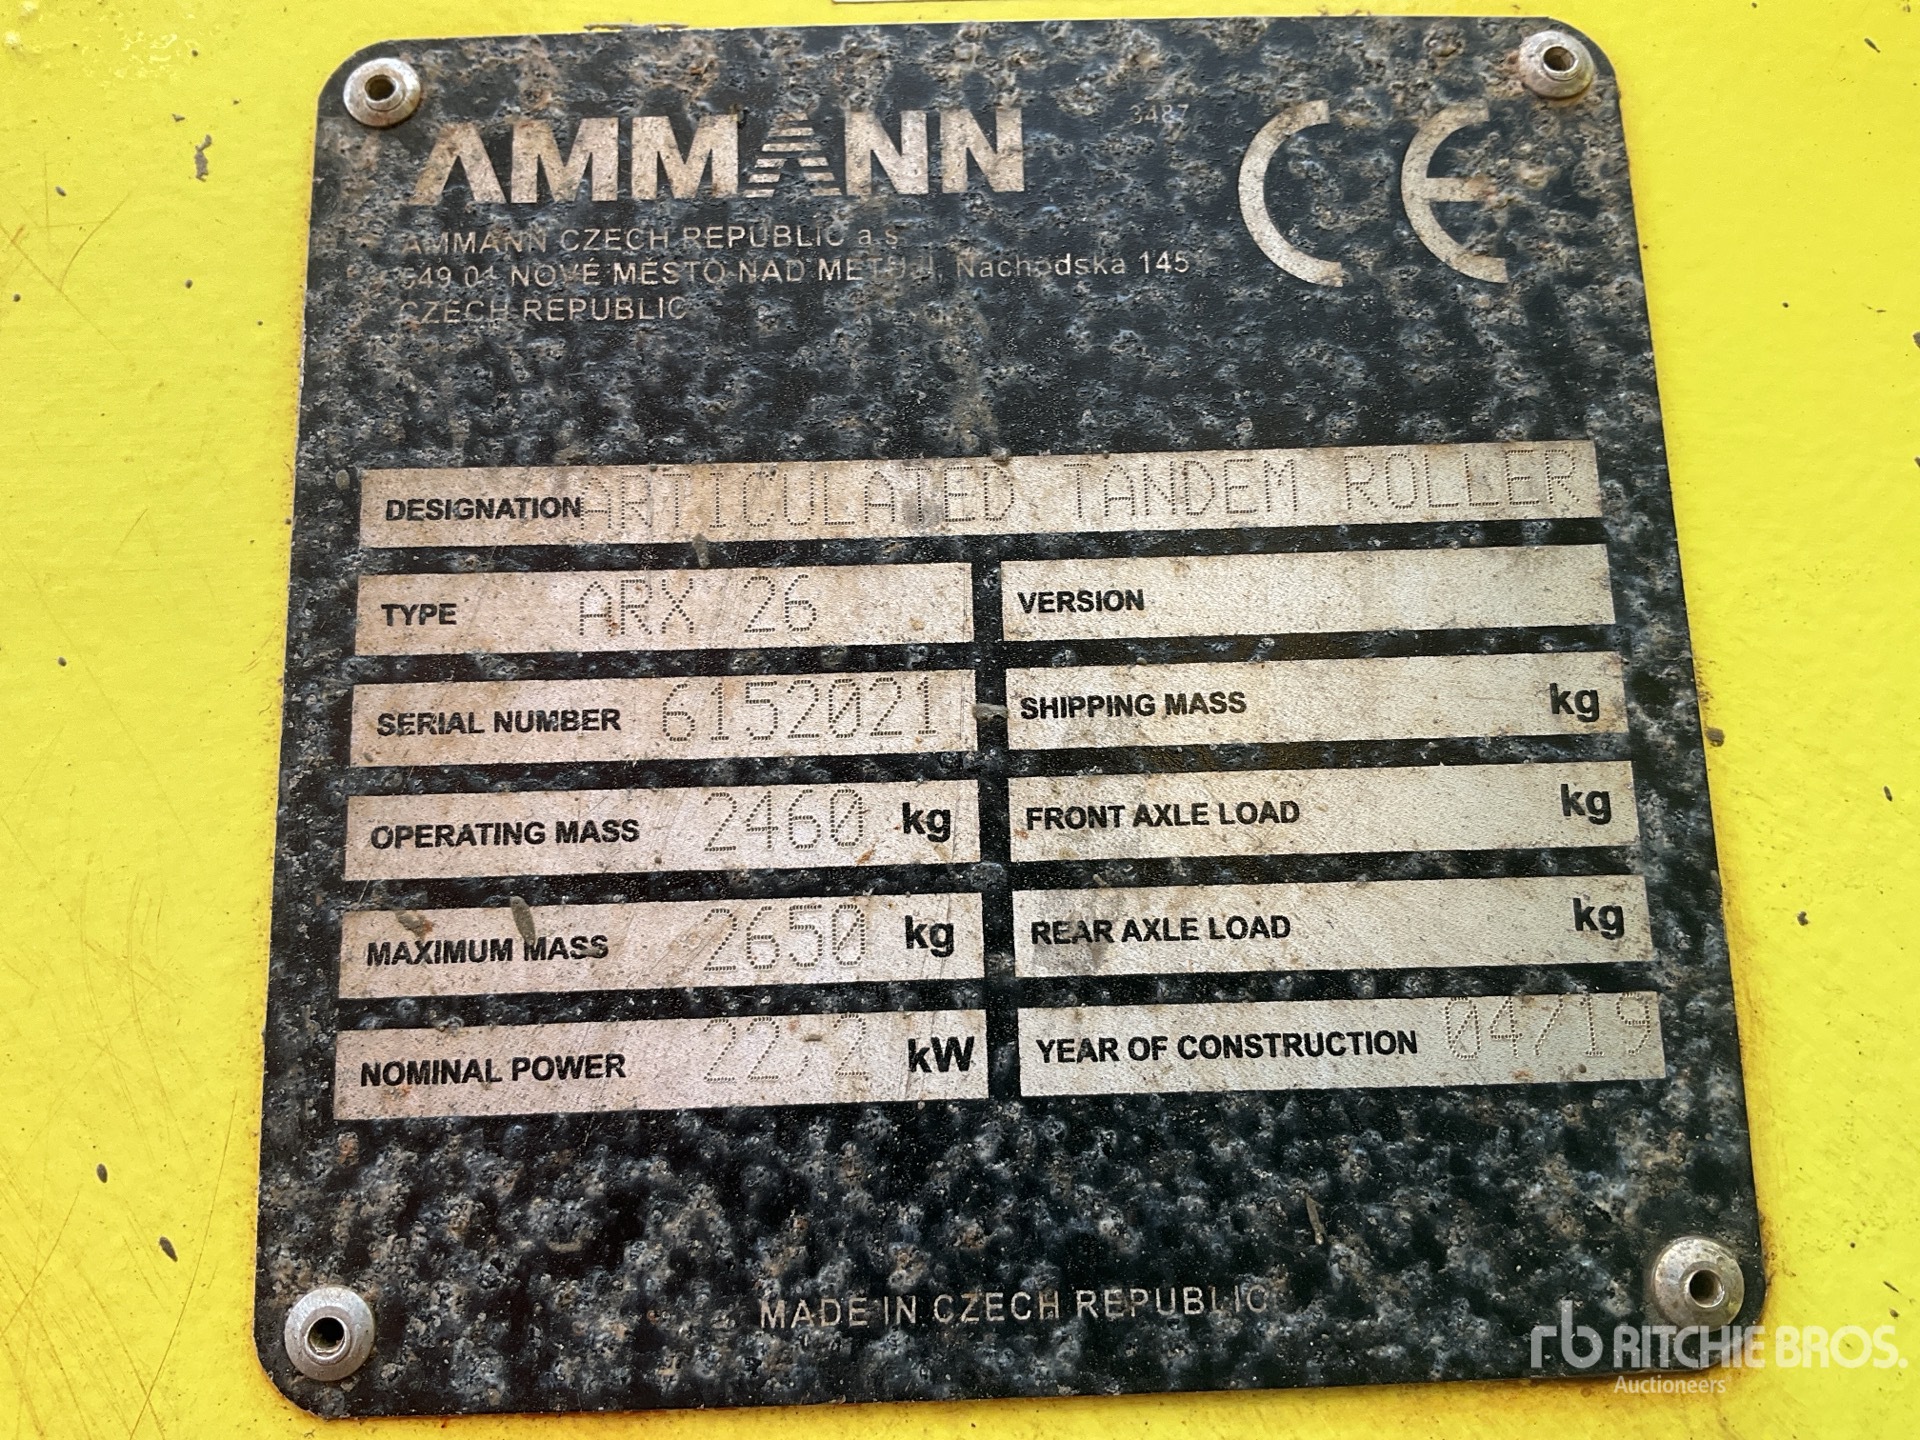 AMMANN
3487
CE
AMMANN CZECH REPUBLIC a.s
549 01 NOVÉ MĚSTO NAD METUJÍ, Náchodská 145
CZECH REPUBLIC
DESIGNATION ARTICULATED TANDEM ROLLER
TYPE ARX 26
VERSION
SERIAL NUMBER 6152021
SHIPPING MASS kg
OPERATING MASS 2460 kg
FRONT AXLE LOAD kg
MAXIMUM MASS 2650 kg
REAR AXLE LOAD kg
NOMINAL POWER 22,2 kW
YEAR OF CONSTRUCTION 04/19
MADE IN CZECH REPUBLIC
rb RITCHIE BROS.
Auctioneers